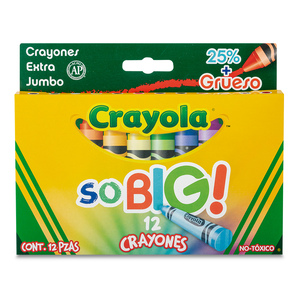 Crayones
Extra
Jumbo
AP
25%
+
Grueso
Crayola
SO BIG!
12
CRAYONES
CONT. 12 PZAS
NO-TÓXICO